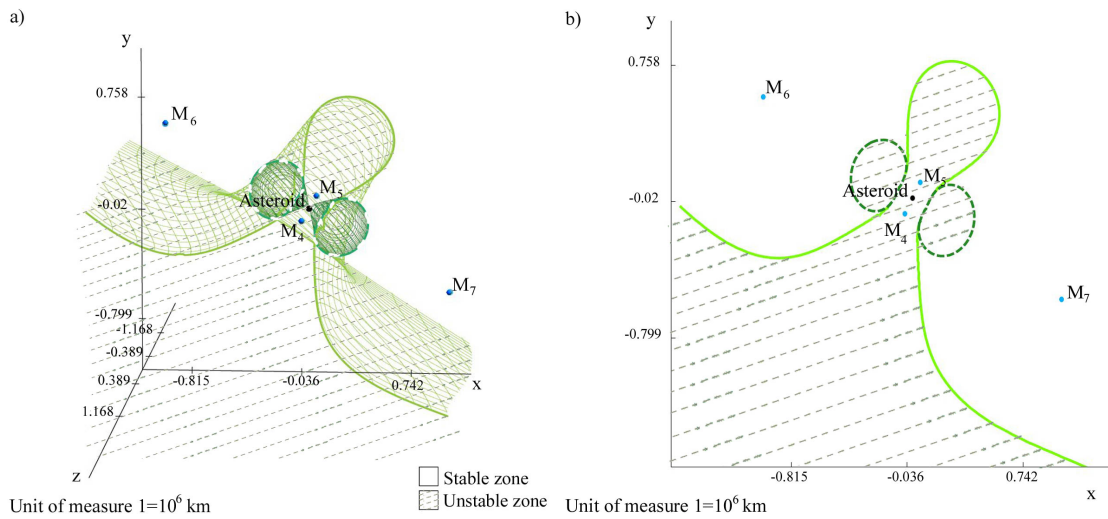 a)
y
M6
0.758
M5
Asteroid
-0.02
M4
M7
-0.799
-1.168
-0.389
0.389
1.168
-0.815
-0.036
0.742
x
z
Stable zone
Unstable zone
Unit of measure 1=10^6 km
b)
y
0.758
M6
M5
Asteroid
-0.02
M4
M7
-0.799
-0.815
-0.036
0.742
x
Unit of measure 1=10^6 km